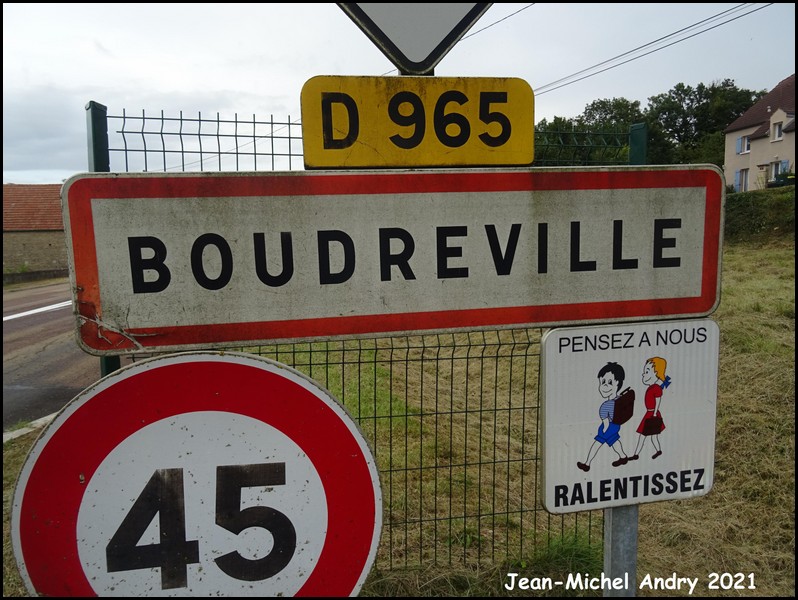 D 965
BOUDREVILLE
PENSEZ A NOUS
RALENTISSEZ
45
Jean-Michel Andry 2021